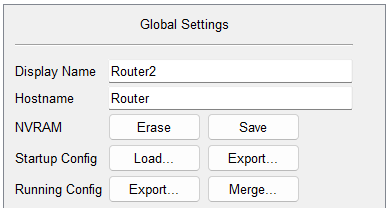 Global Settings
Display Name Router2
Hostname Router
NVRAM Erase Save
Startup Config Load... Export...
Running Config Export... Merge...